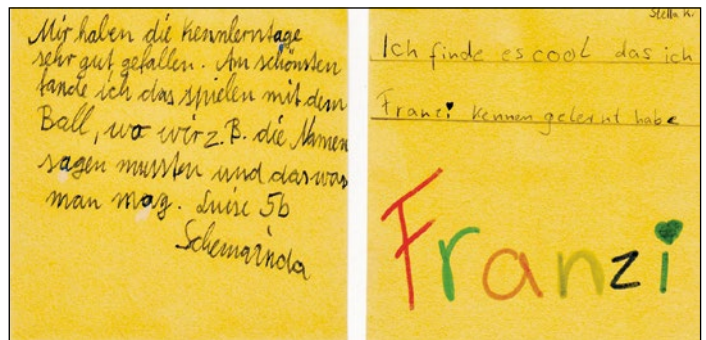 Mir haben die Kennlerntage
sehr gut gefallen. Am schönsten
fande ich das spielen mit dem
Ball, wo wir z. B. die Namen
sagen mussten und das was
man mag. Luise 5b
Schemarinda
Stella K.
Ich finde es cool das ich
Franzi kennen gelernt habe
Franzi